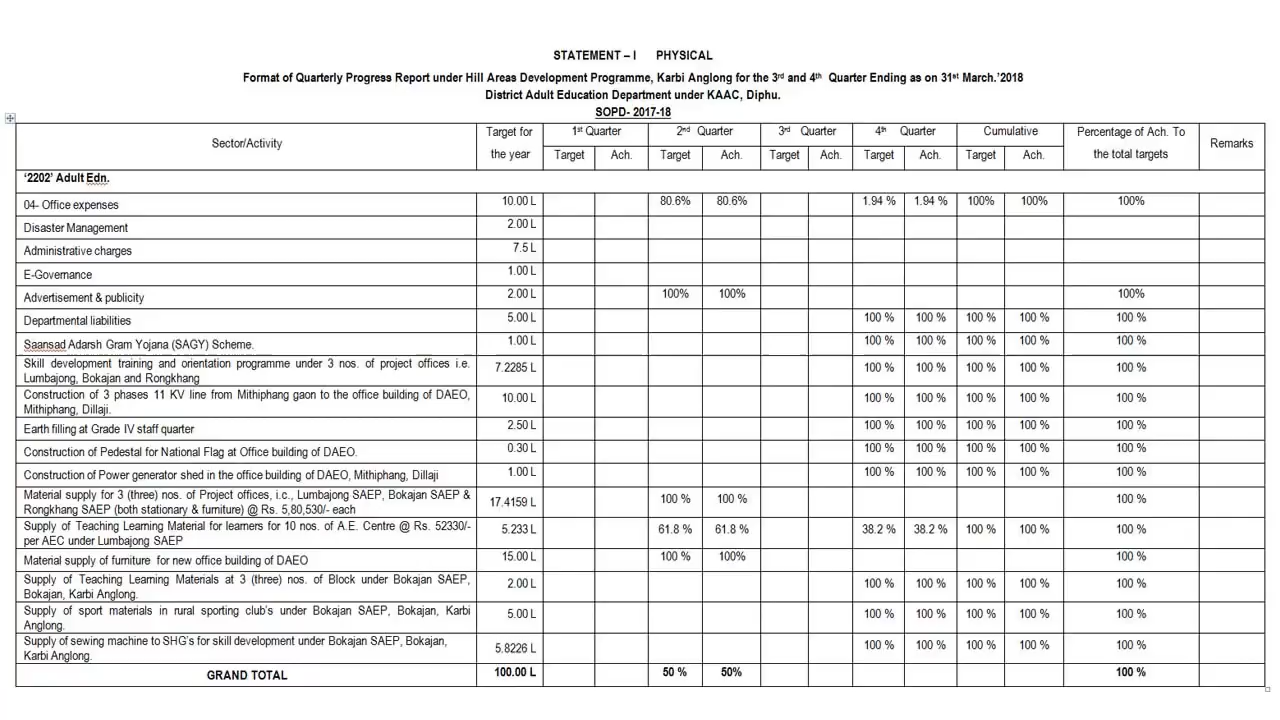 STATEMENT – I PHYSICAL
Format of Quarterly Progress Report under Hill Areas Development Programme, Karbi Anglong for the 3rd and 4th Quarter Ending as on 31st March.'2018
District Adult Education Department under KAAC, Diphu.
SOPD- 2017-18
Sector/Activity Target for the year 1st Quarter 2nd Quarter 3rd Quarter 4th Quarter Cumulative Percentage of Ach. To the total targets Remarks
Target Ach. Target Ach. Target Ach. Target Ach. Target Ach.
'2202' Adult Edn.
04- Office expenses 10.00 L 80.6% 80.6% 1.94 % 1.94 % 100% 100% 100%
Disaster Management 2.00 L
Administrative charges 7.5 L
E-Governance 1.00 L
Advertisement & publicity 2.00 L 100% 100% 100%
Departmental liabilities 5.00 L 100 % 100 % 100 % 100 % 100 %
Saansad Adarsh Gram Yojana (SAGY) Scheme. 1.00 L 100 % 100 % 100 % 100 % 100 %
Skill development training and orientation programme under 3 nos. of project offices i.e.
Lumbajong, Bokajan and Rongkhang 7.2285 L 100 % 100 % 100 % 100 % 100 %
Construction of 3 phases 11 KV line from Mithiphang gaon to the office building of DAEO,
Mithiphang, Dillaji. 10.00 L 100 % 100 % 100 % 100 % 100 %
Earth filling at Grade IV staff quarter 2.50 L 100 % 100 % 100 % 100 % 100 %
Construction of Pedestal for National Flag at Office building of DAEO. 0.30 L 100 % 100 % 100 % 100 % 100 %
Construction of Power generator shed in the office building of DAEO, Mithiphang, Dillaji 1.00 L 100 % 100 % 100 % 100 % 100 %
Material supply for 3 (three) nos. of Project offices, i.c., Lumbajong SAEP, Bokajan SAEP &
Rongkhang SAEP (both stationary & furniture) @ Rs. 5,80,530/- each 17.4159 L 100 % 100 % 100 %
Supply of Teaching Learning Material for learners for 10 nos. of A.E. Centre @ Rs. 52330/-
per AEC under Lumbajong SAEP 5.233 L 61.8 % 61.8 % 38.2 % 38.2 % 100 % 100 % 100 %
Material supply of furniture for new office building of DAEO 15.00 L 100 % 100% 100 %
Supply of Teaching Learning Materials at 3 (three) nos. of Block under Bokajan SAEP,
Bokajan, Karbi Anglong. 2.00 L 100 % 100 % 100 % 100 % 100 %
Supply of sport materials in rural sporting club's under Bokajan SAEP, Bokajan, Karbi
Anglong. 5.00 L 100 % 100 % 100 % 100 % 100 %
Supply of sewing machine to SHG's for skill development under Bokajan SAEP, Bokajan,
Karbi Anglong. 5.8226 L 100 % 100 % 100 % 100 % 100 %
GRAND TOTAL 100.00 L 50 % 50% 100 %